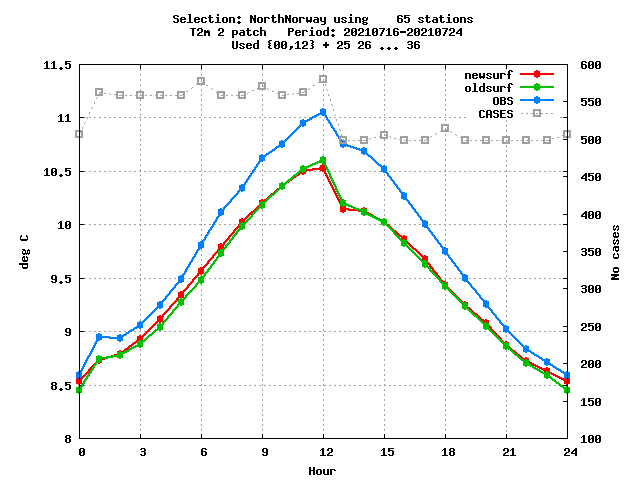 Selection: NorthNorway using    65 stations
T2m 2 patch   Period: 20210716-20210724
Used {00,12} + 25 26 ... 36
newsurf
oldsurf
OBS
CASES
deg C
11.5
11
10.5
10
9.5
9
8.5
8
600
550
500
450
400
350
300
250
200
150
100
No cases
0 3 6 9 12 15 18 21 24
Hour